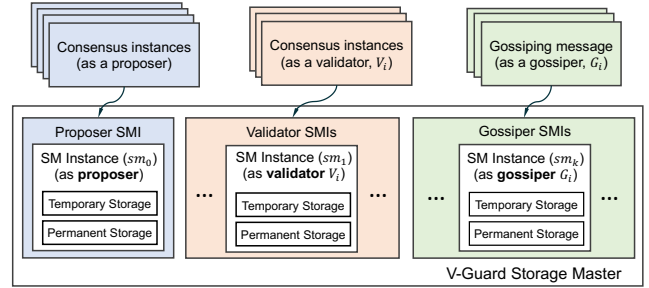 Consensus instances
(as a proposer)
Consensus instances
(as a validator, Vᵢ)
Gossiping message
(as a gossiper, Gᵢ)
Proposer SMI
SM Instance (sm₀)
(as proposer)
Temporary Storage
Permanent Storage
Validator SMIs
...
SM Instance (sm₁)
(as validator Vᵢ)
Temporary Storage
Permanent Storage
...
Gossiper SMIs
...
SM Instance (smₖ)
(as gossiper Gᵢ)
Temporary Storage
Permanent Storage
...
V-Guard Storage Master